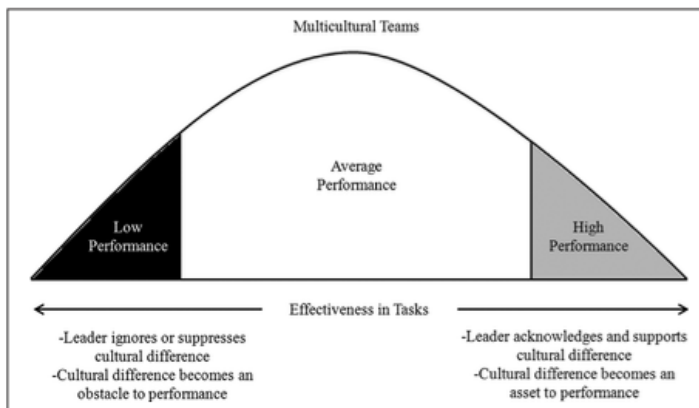 Multicultural Teams
Average
Performance
Low
Performance
High
Performance
Effectiveness in Tasks
-Leader ignores or suppresses
cultural difference
-Cultural difference becomes an
obstacle to performance
-Leader acknowledges and supports
cultural difference
-Cultural difference becomes an
asset to performance